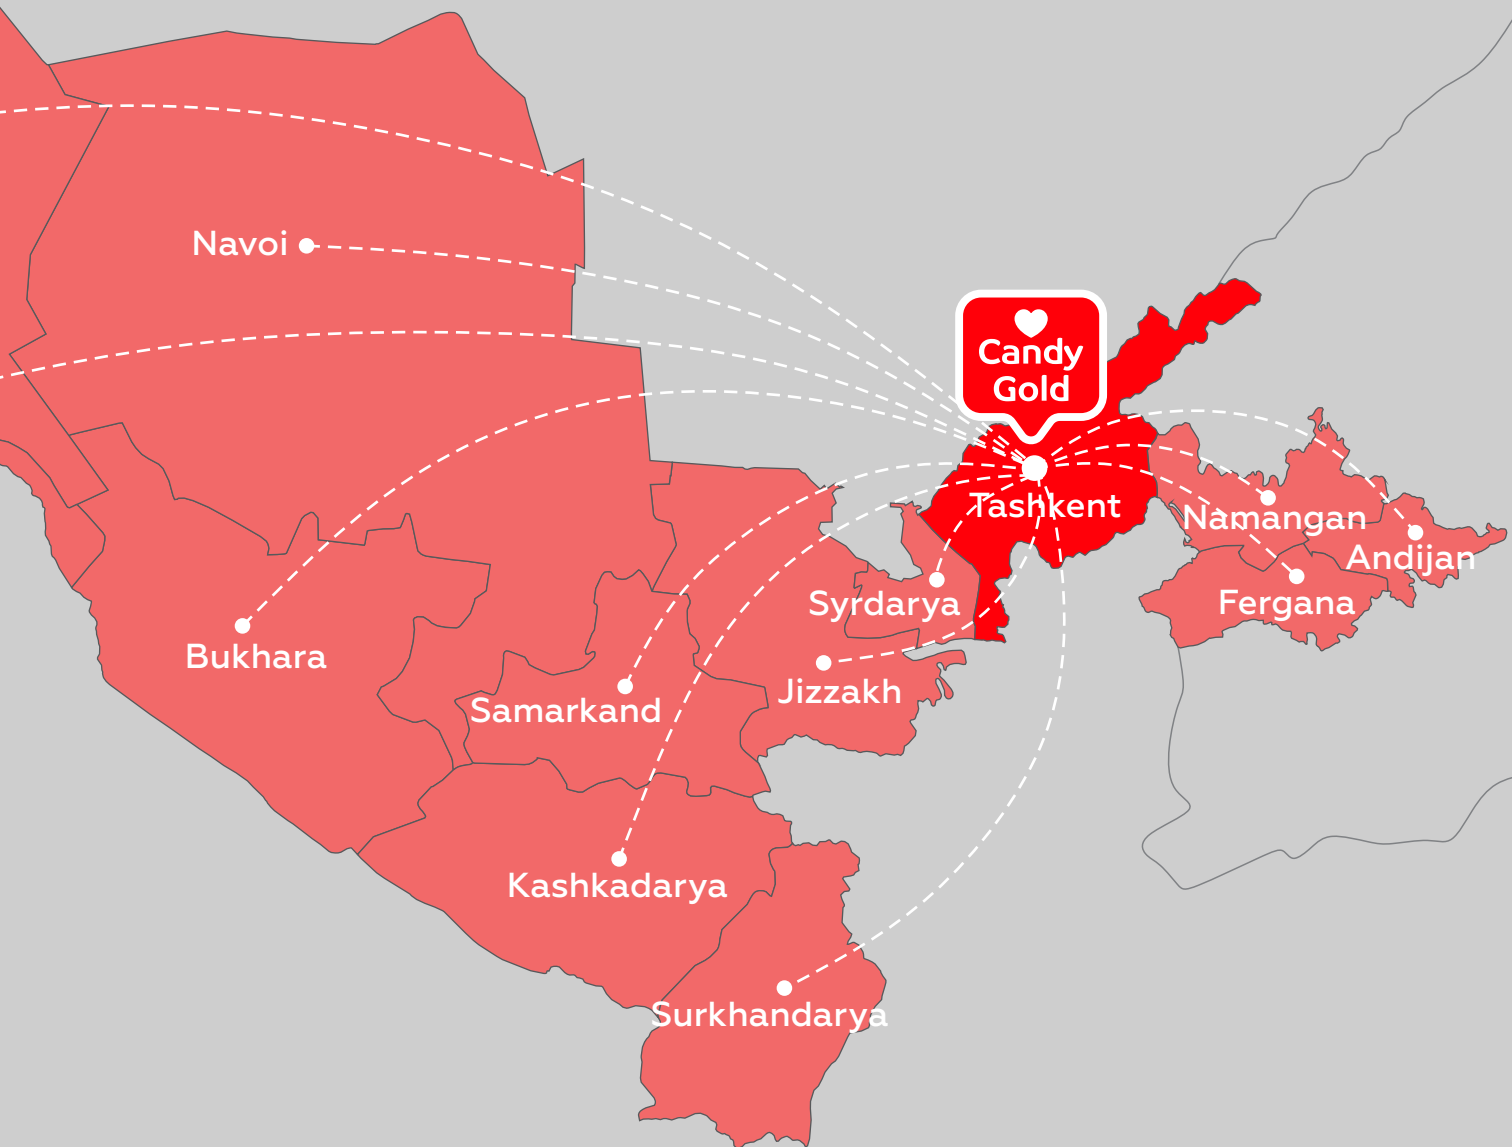 Navoi
Candy
Gold
Tashkent
Namangan
Andijan
Syrdarya
Fergana
Bukhara
Jizzakh
Samarkand
Kashkadarya
Surkhandarya